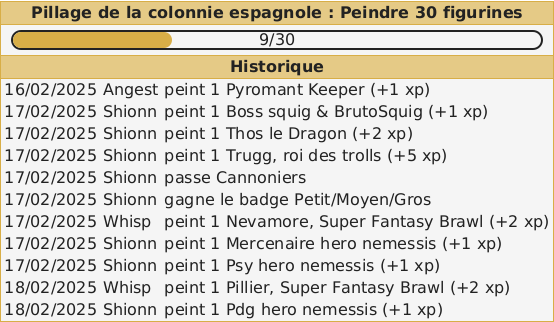 Pillage de la colonnie espagnole : Peindre 30 figurines
9/30
Historique
16/02/2025 Angest peint 1 Pyromant Keeper (+1 xp)
17/02/2025 Shionn peint 1 Boss squig & BrutoSquig (+1 xp)
17/02/2025 Shionn peint 1 Thos le Dragon (+2 xp)
17/02/2025 Shionn peint 1 Trugg, roi des trolls (+5 xp)
17/02/2025 Shionn passe Cannoniers
17/02/2025 Shionn gagne le badge Petit/Moyen/Gros
17/02/2025 Whisp peint 1 Nevamore, Super Fantasy Brawl (+2 xp)
17/02/2025 Shionn peint 1 Mercenaire hero nemessis (+1 xp)
17/02/2025 Shionn peint 1 Psy hero nemessis (+1 xp)
18/02/2025 Whisp peint 1 Pillier, Super Fantasy Brawl (+2 xp)
18/02/2025 Shionn peint 1 Pdg hero nemessis (+1 xp)